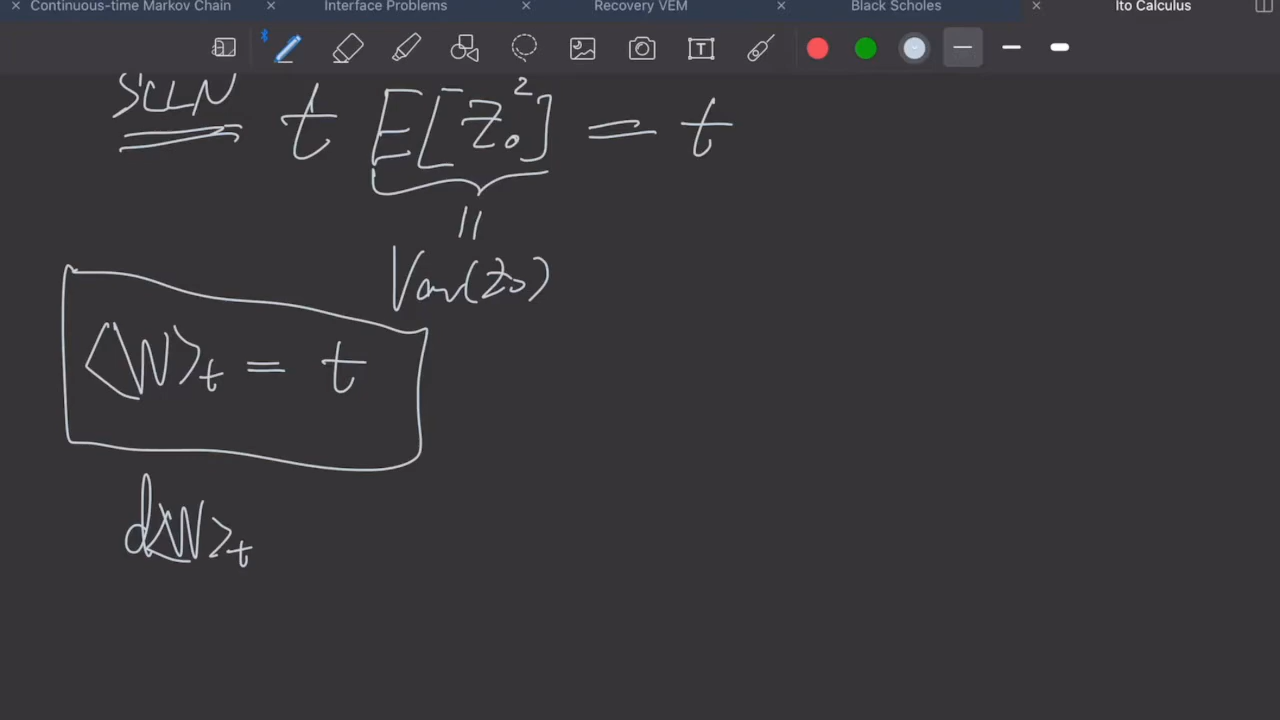 Continuous-time Markov Chain Interface Problems Recovery VEM Black Scholes Ito Calculus
SLLN t E[Z₀²] = t
||
Var(Z₀)
⟨W⟩ₜ = t
d⟨W⟩ₜ